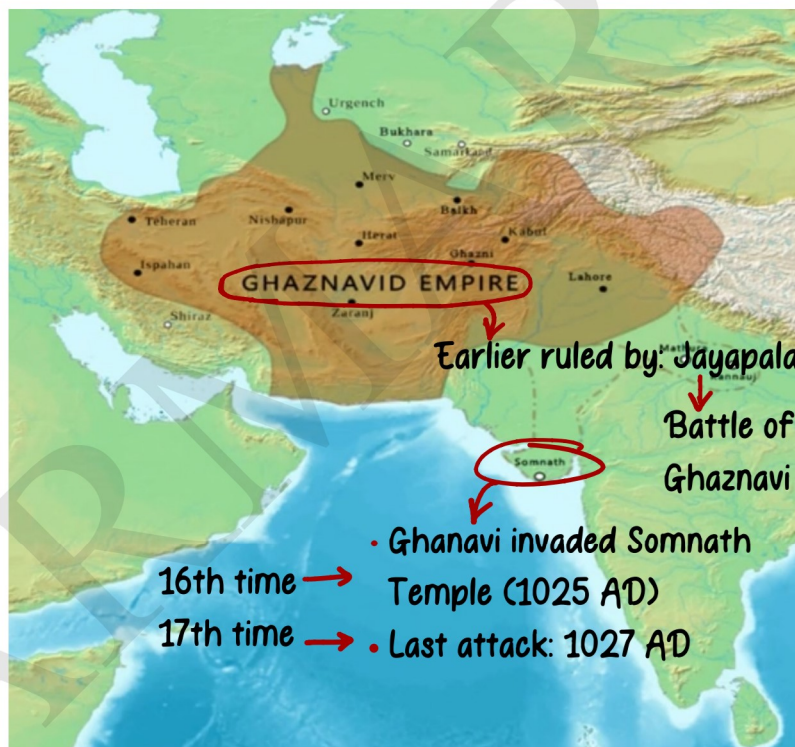 Urgench
Bukhara
Samarkand
Merv
Teheran
Nishapur
Balkh
Herat
Kabul
Ghazni
Ispahan
GHAZNAVID EMPIRE
Lahore
Shiraz
Zaranj
Earlier ruled by: Jayapala
Battle of
Ghaznavi
Somnath
• Ghanavi invaded Somnath
16th time → Temple (1025 AD)
17th time → • Last attack: 1027 AD